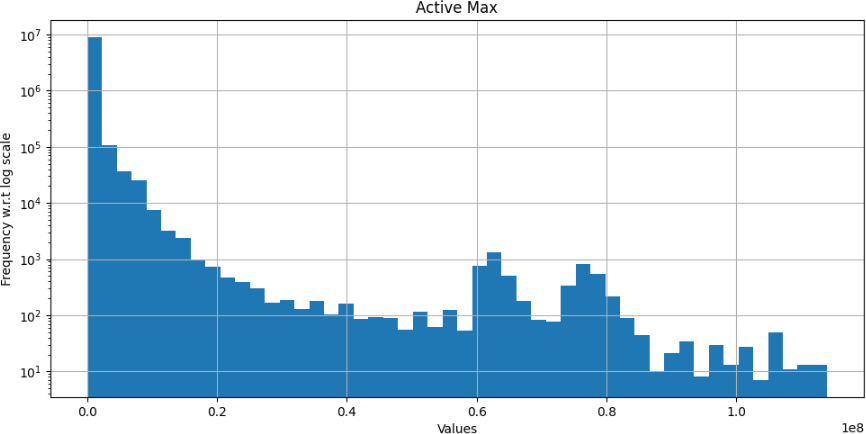 Active Max
Frequency w.r.t log scale
10⁷
10⁶
10⁵
10⁴
10³
10²
10¹
0.0 0.2 0.4 0.6 0.8 1.0
Values
1e8